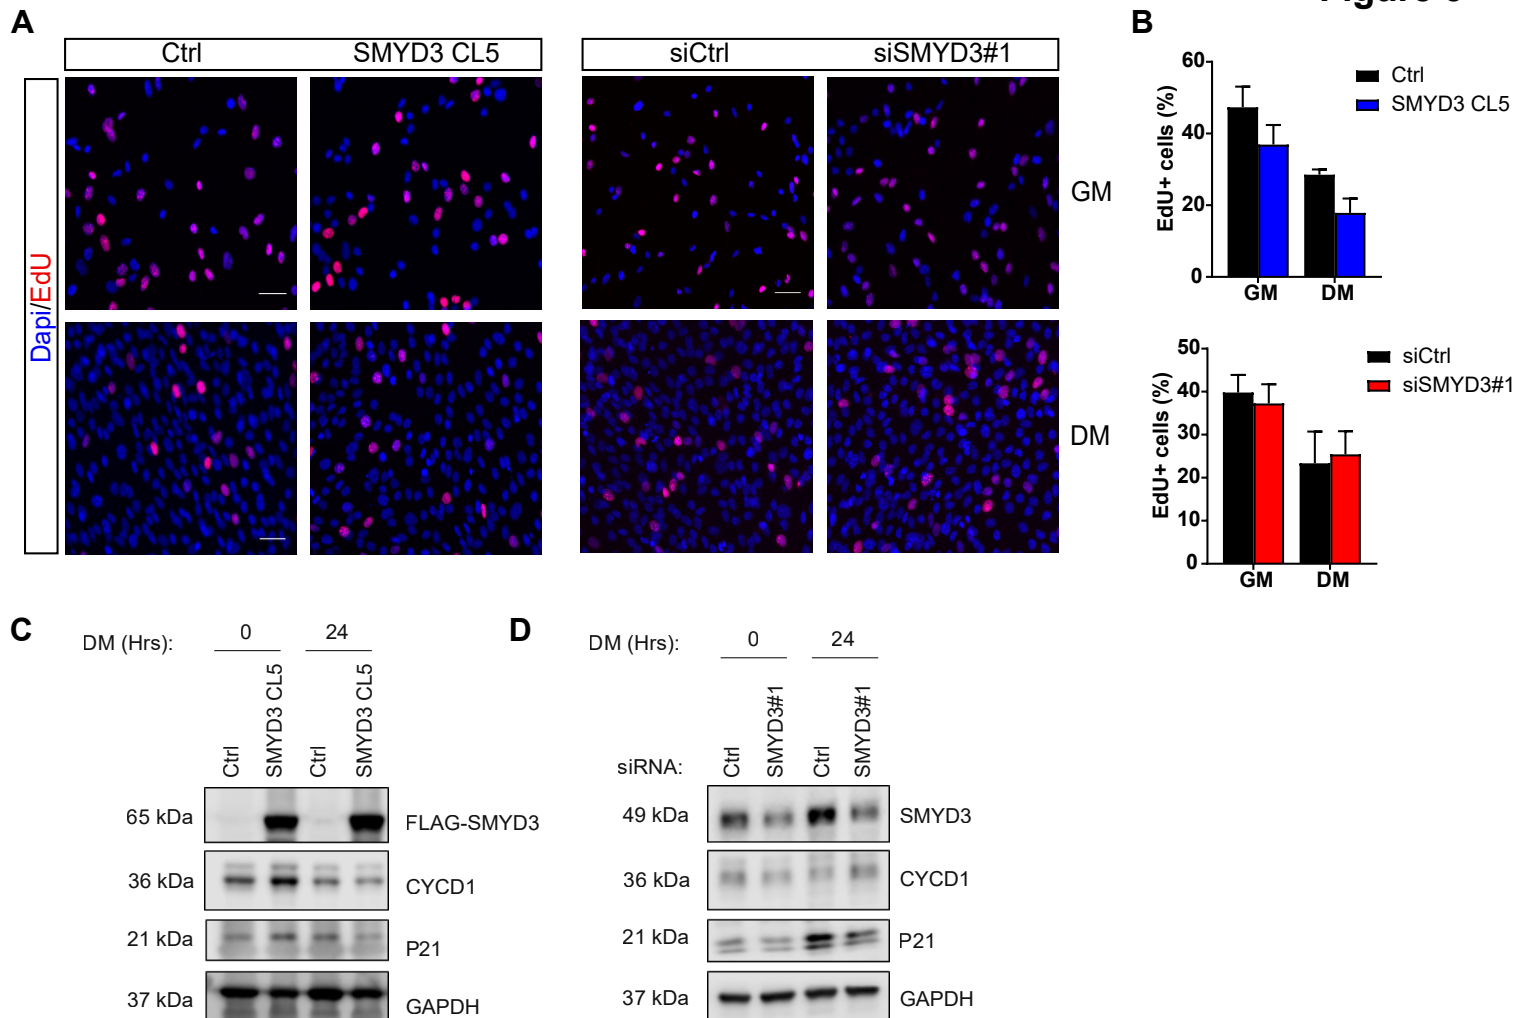 A
B
Ctrl
SMYD3 CL5
siCtrl
siSMYD3#1
Dapi/EdU
GM
DM
60
40
20
0
EdU+ cells (%)
GM
DM
Ctrl
SMYD3 CL5
50
40
30
20
10
0
EdU+ cells (%)
GM
DM
siCtrl
siSMYD3#1
C
DM (Hrs):
0
24
Ctrl
SMYD3 CL5
Ctrl
SMYD3 CL5
65 kDa
FLAG-SMYD3
36 kDa
CYCD1
21 kDa
P21
37 kDa
GAPDH
D
DM (Hrs):
0
24
siRNA:
Ctrl
SMYD3#1
Ctrl
SMYD3#1
49 kDa
SMYD3
36 kDa
CYCD1
21 kDa
P21
37 kDa
GAPDH